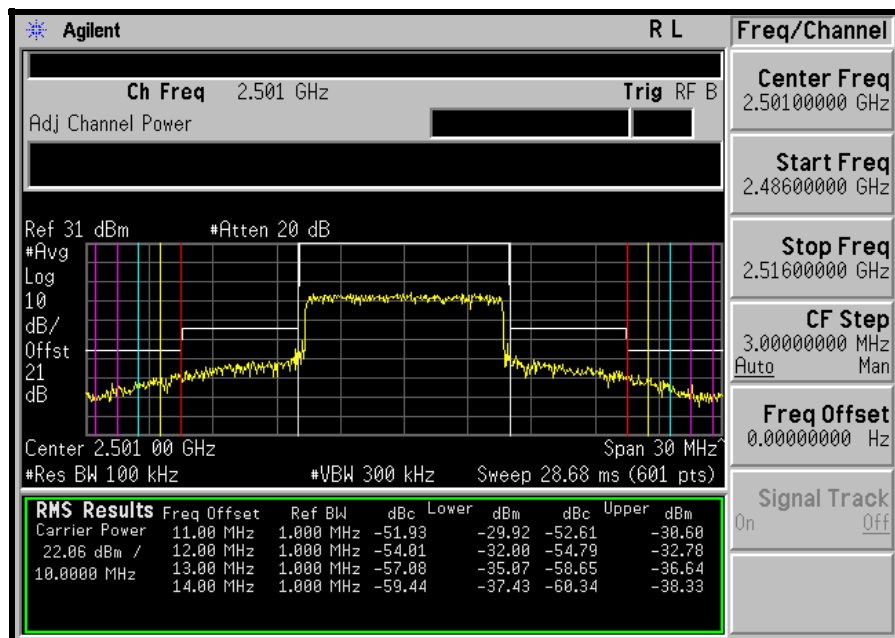 Agilent R L Freq/Channel
Ch Freq 2.501 GHz Trig RF B
Adj Channel Power
Center Freq
2.50100000 GHz
Start Freq
2.48600000 GHz
Stop Freq
2.51600000 GHz
CF Step
3.00000000 MHz
Auto Man
Freq Offset
0.00000000 Hz
Signal Track
On Off
Ref 31 dBm #Atten 20 dB
#Avg
Log
10
dB/
Offst
21
dB
Center 2.501 00 GHz Span 30 MHz^
#Res BW 100 kHz #VBW 300 kHz Sweep 28.68 ms (601 pts)
RMS Results Freq Offset Ref BW dBc Lower dBm dBc Upper dBm
Carrier Power 11.00 MHz 1.000 MHz -51.93 -29.92 -52.61 -30.60
22.06 dBm / 12.00 MHz 1.000 MHz -54.01 -32.00 -54.79 -32.78
10.0000 MHz 13.00 MHz 1.000 MHz -57.08 -35.07 -58.65 -36.64
14.00 MHz 1.000 MHz -59.44 -37.43 -60.34 -38.33